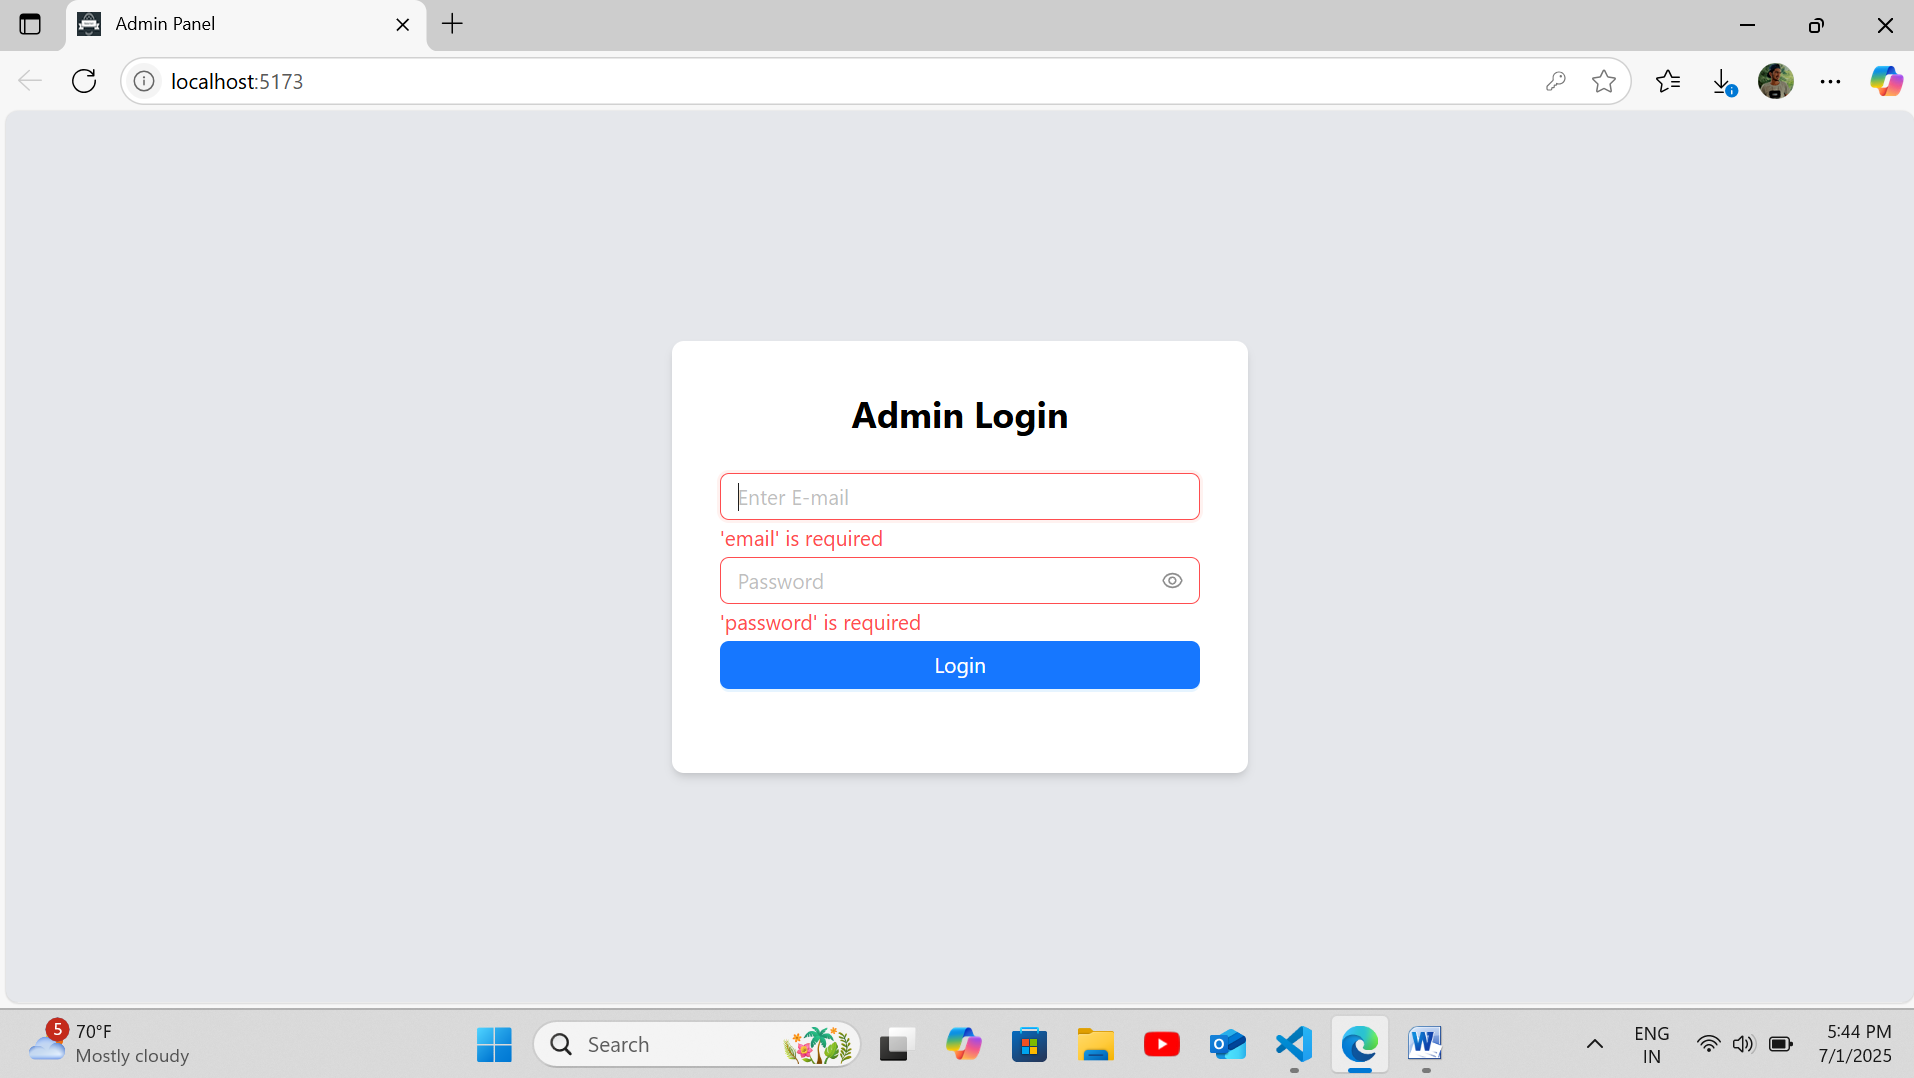 Admin Panel
localhost:5173
Admin Login
Enter E-mail
'email' is required
Password
'password' is required
Login
5
70°F
Mostly cloudy
Search
W
ENG
IN
5:44 PM
7/1/2025